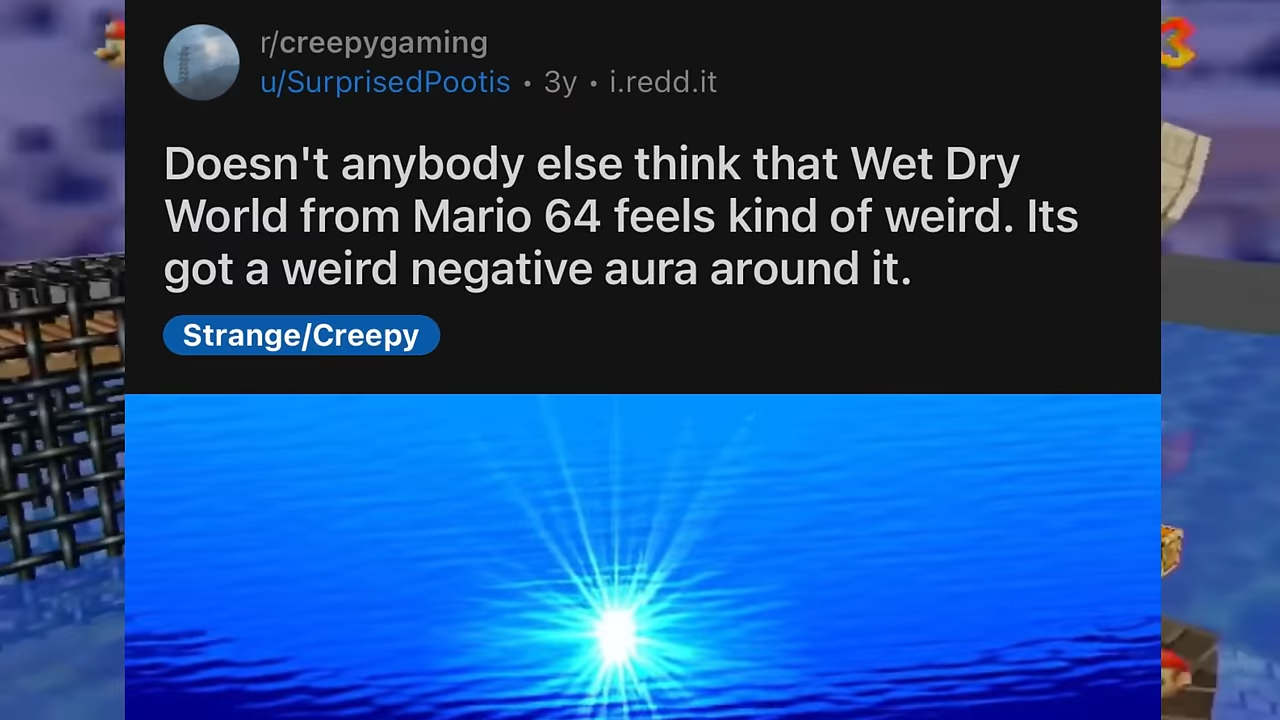 r/creepygaming
u/SurprisedPootis • 3y • i.redd.it
Doesn't anybody else think that Wet Dry
World from Mario 64 feels kind of weird. Its
got a weird negative aura around it.
Strange/Creepy
3